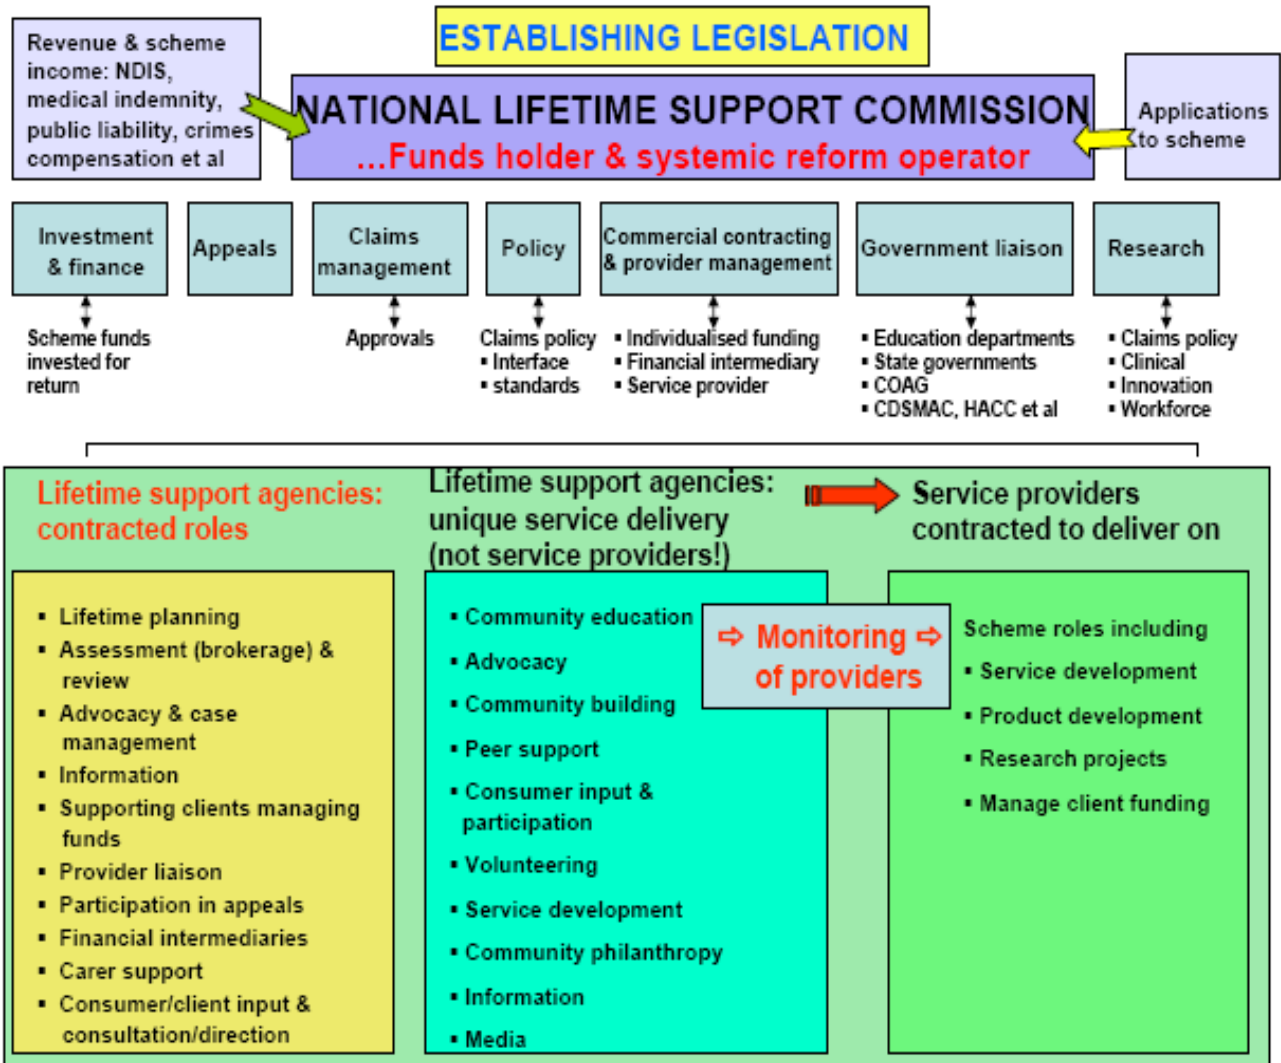 Revenue & scheme
income: NDIS,
medical indemnity,
public liability, crimes
compensation et al
ESTABLISHING LEGISLATION
NATIONAL LIFETIME SUPPORT COMMISSION
...Funds holder & systemic reform operator
Applications
to scheme
Investment
& finance
Appeals
Claims
management
Policy
Commercial contracting
& provider management
Government liaison
Research
Scheme funds
invested for
return
Approvals
Claims policy
▪ Interface
▪ standards
▪ Individualised funding
▪ Financial intermediary
▪ Service provider
▪ Education departments
▪ State governments
▪ COAG
▪ CDSMAC, HACC et al
▪ Claims policy
▪ Clinical
▪ Innovation
▪ Workforce
Lifetime support agencies:
contracted roles
▪ Lifetime planning
▪ Assessment (brokerage) &
review
▪ Advocacy & case
management
▪ Information
▪ Supporting clients managing
funds
▪ Provider liaison
▪ Participation in appeals
▪ Financial intermediaries
▪ Carer support
▪ Consumer/client input &
consultation/direction
Lifetime support agencies:
unique service delivery
(not service providers!)
▪ Community education
▪ Advocacy
▪ Community building
▪ Peer support
▪ Consumer input &
participation
▪ Volunteering
▪ Service development
▪ Community philanthropy
▪ Information
▪ Media
⇨ Monitoring ⇨
of providers
Service providers
contracted to deliver on
Scheme roles including
▪ Service development
▪ Product development
▪ Research projects
▪ Manage client funding